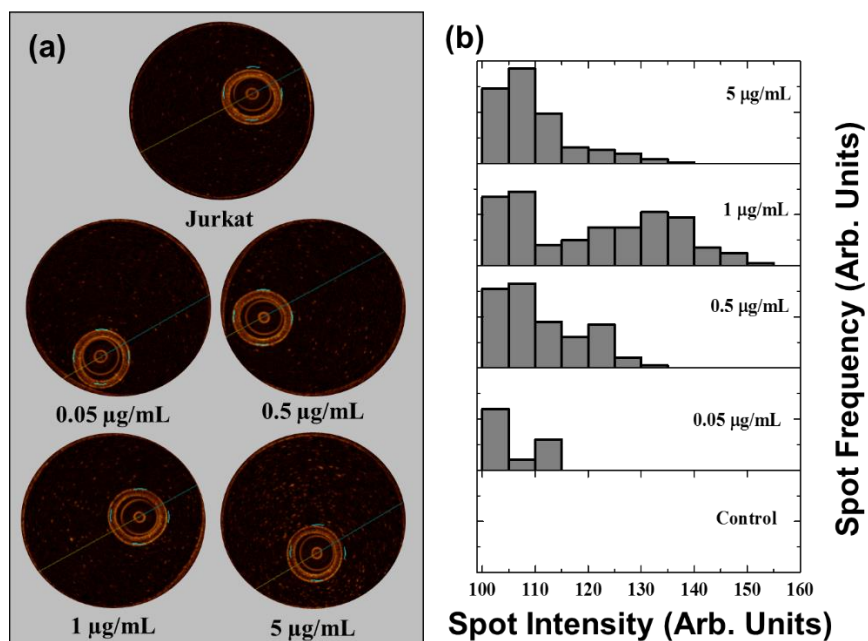 (a)
Jurkat
0.05 µg/mL
0.5 µg/mL
1 µg/mL
5 µg/mL
(b)
5 µg/mL
1 µg/mL
0.5 µg/mL
0.05 µg/mL
Control
100 110 120 130 140 150 160
Spot Intensity (Arb. Units)
Spot Frequency (Arb. Units)